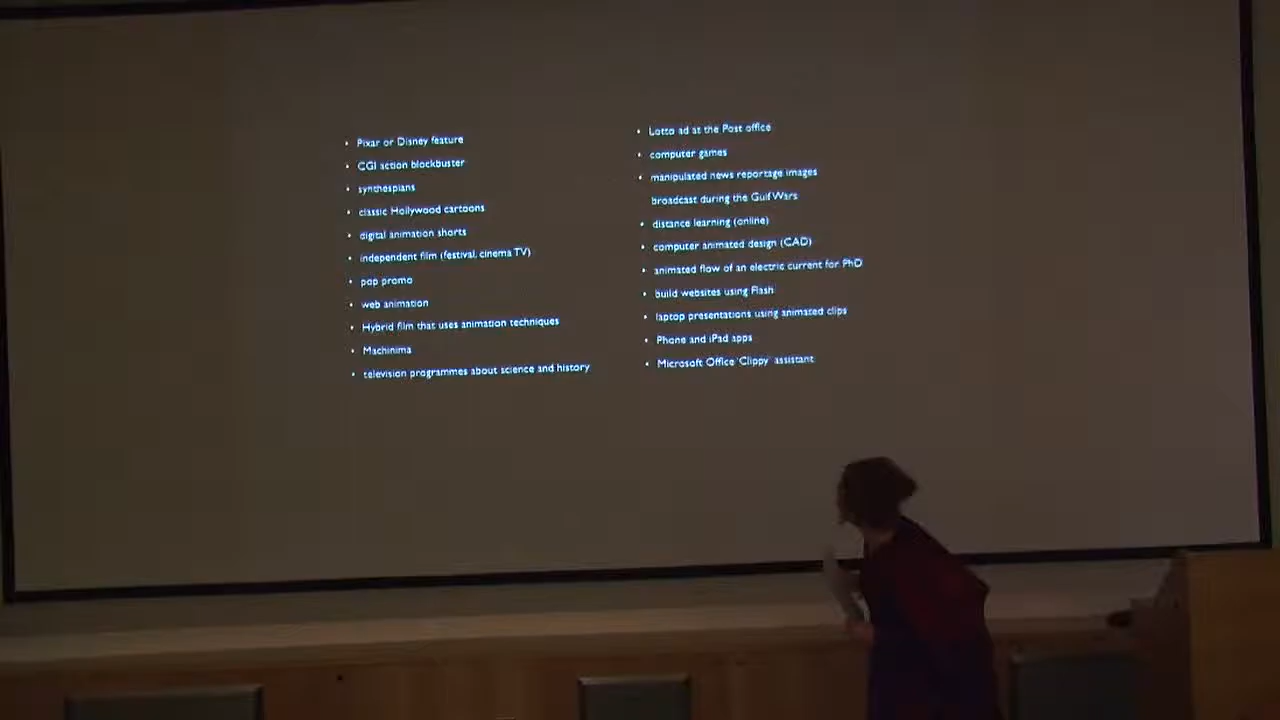 • Pixar or Disney feature
• CGI action blockbuster
• synthespians
• classic Hollywood cartoons
• digital animation shorts
• independent film (festival, cinema TV)
• pop promo
• web animation
• Hybrid film that uses animation techniques
• Machinima
• television programmes about science and history
• Lotto ad at the Post office
• computer games
• manipulated news reportage images
broadcast during the Gulf Wars
• distance learning (online)
• computer animated design (CAD)
• animated flow of an electric current for PhD
• build websites using Flash
• laptop presentations using animated clips
• Phone and iPad apps
• Microsoft Office 'Clippy' assistant